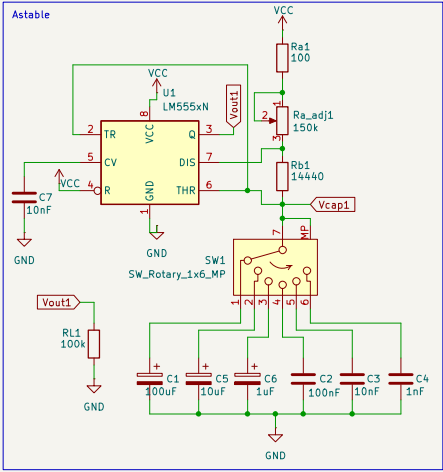 Astable
VCC
Ra1
100
VCC
U1
LM555xN
Vout1
1
2
Ra_adj1
150k
3
8
VCC
2
TR
Q
3
5
CV
DIS
7
VCC
4
R
THR
6
GND
1
Rb1
14440
C7
10nF
GND
GND
Vcap1
7
MP
SW1
SW_Rotary_1x6_MP
1
2
3
4
5
6
Vout1
RL1
100k
GND
+
C1
100uF
+
C5
10uF
+
C6
1uF
C2
100nF
C3
10nF
C4
1nF
GND